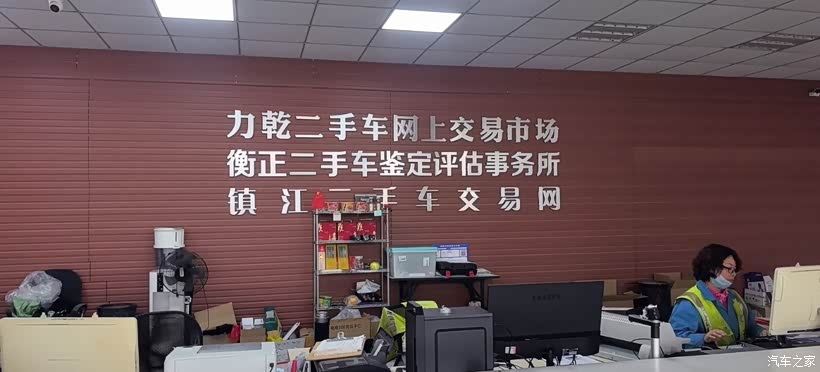 力乾二手车网上交易市场
衡正二手车鉴定评估事务所
镇江二手车交易网
汽车之家